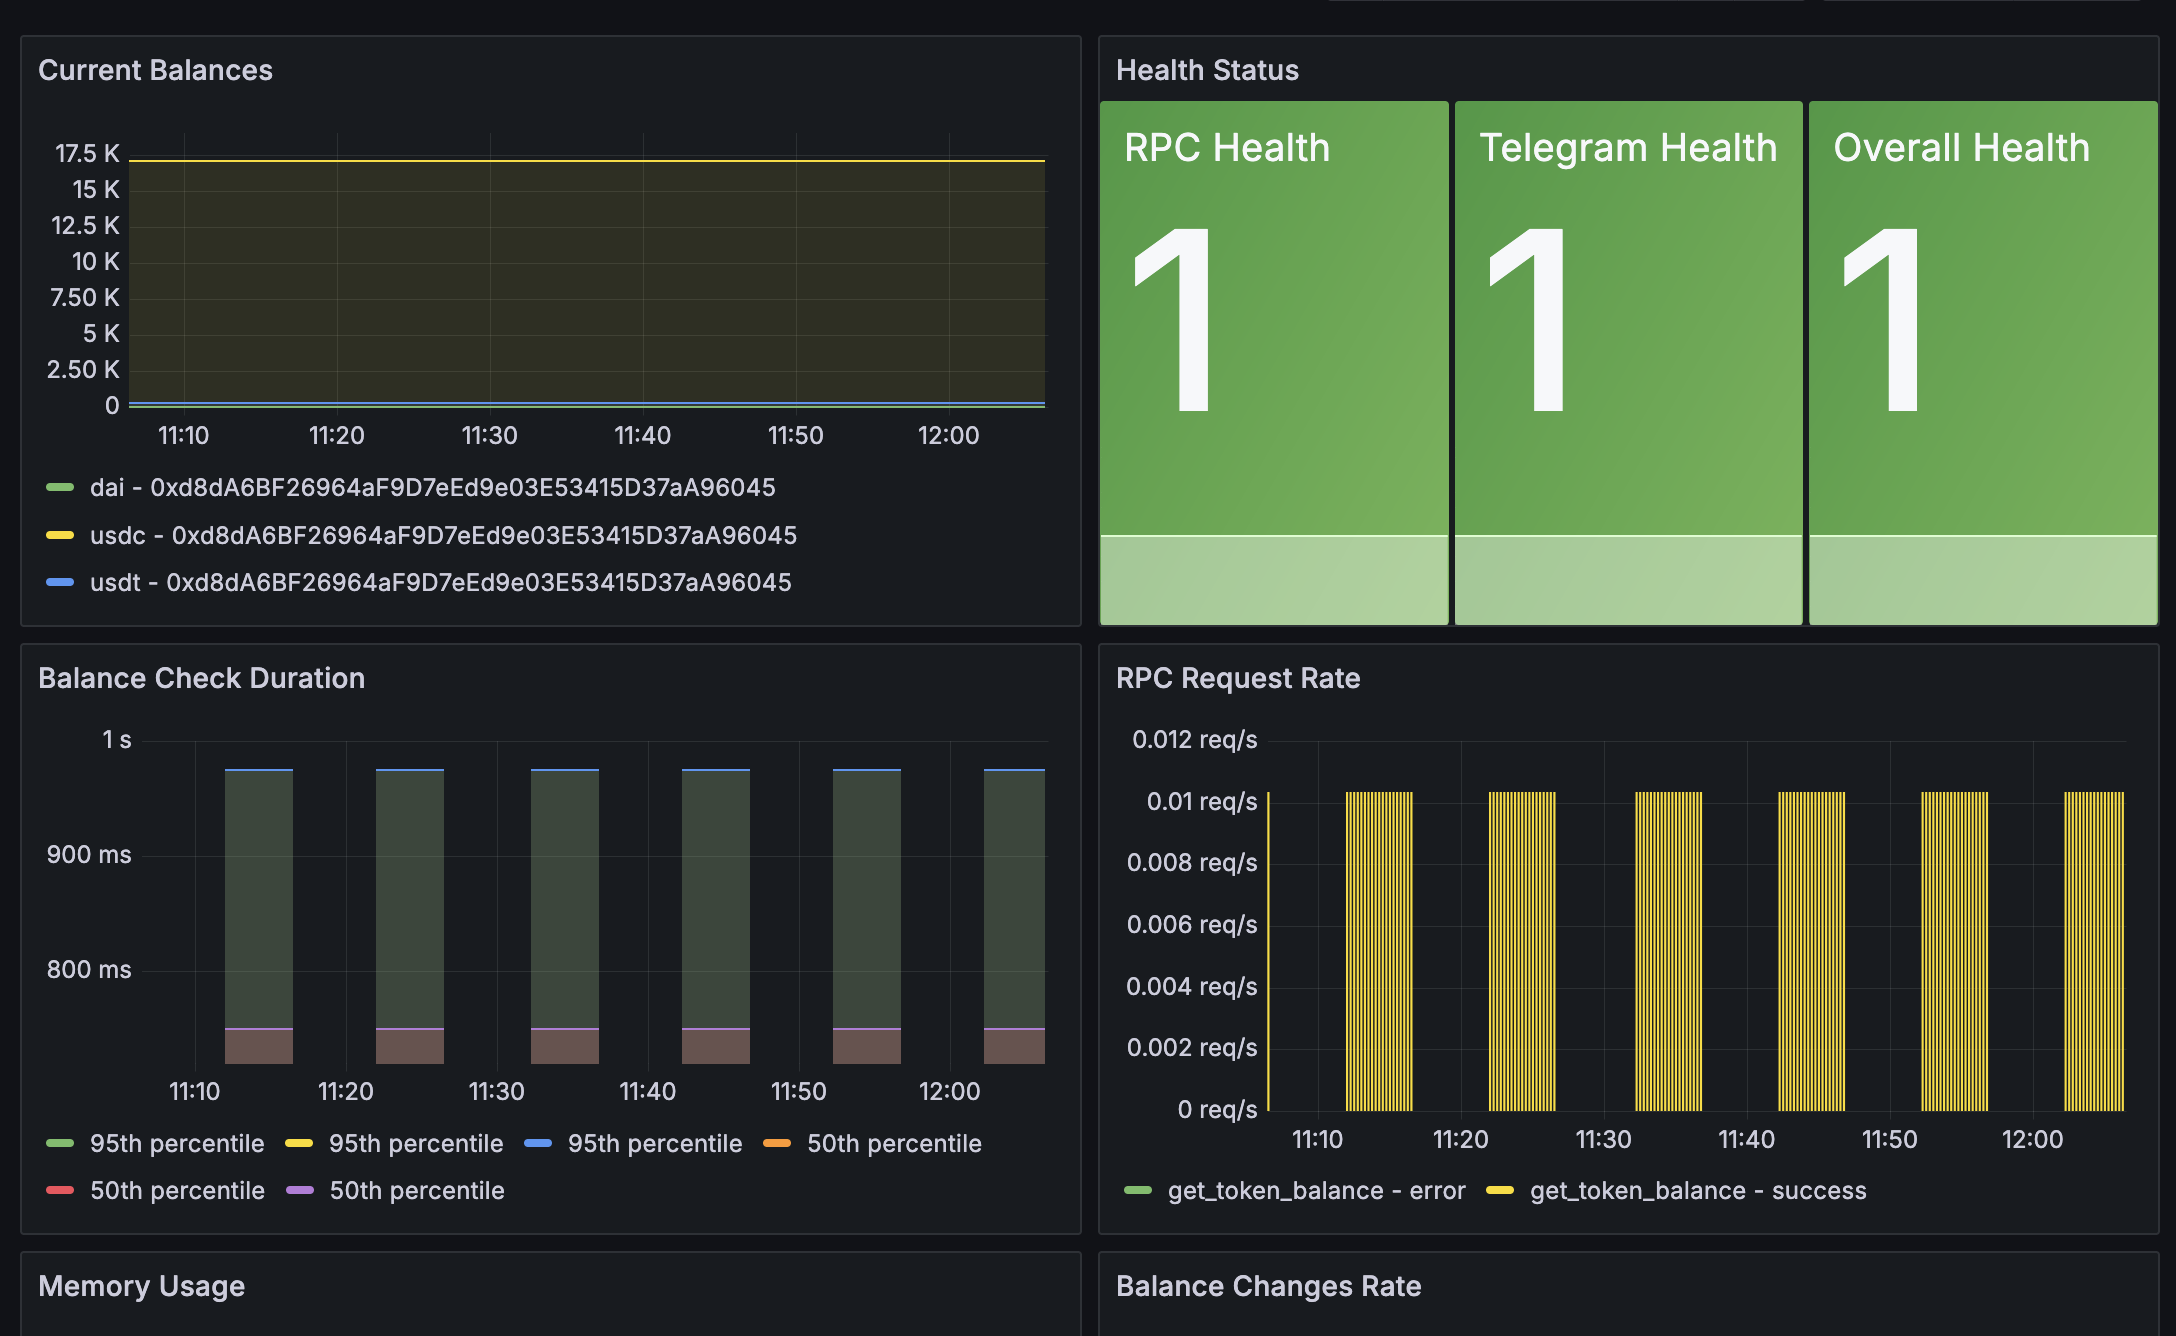 Current Balances
17.5 K
15 K
12.5 K
10 K
7.50 K
5 K
2.50 K
0
11:10 11:20 11:30 11:40 11:50 12:00
dai - 0xd8dA6BF26964aF9D7eEd9e03E53415D37aA96045
usdc - 0xd8dA6BF26964aF9D7eEd9e03E53415D37aA96045
usdt - 0xd8dA6BF26964aF9D7eEd9e03E53415D37aA96045
Health Status
RPC Health
1
Telegram Health
1
Overall Health
1
Balance Check Duration
1 s
900 ms
800 ms
11:10 11:20 11:30 11:40 11:50 12:00
95th percentile 95th percentile 95th percentile 50th percentile
50th percentile 50th percentile
RPC Request Rate
0.012 req/s
0.01 req/s
0.008 req/s
0.006 req/s
0.004 req/s
0.002 req/s
0 req/s
11:10 11:20 11:30 11:40 11:50 12:00
get_token_balance - error get_token_balance - success
Memory Usage
Balance Changes Rate